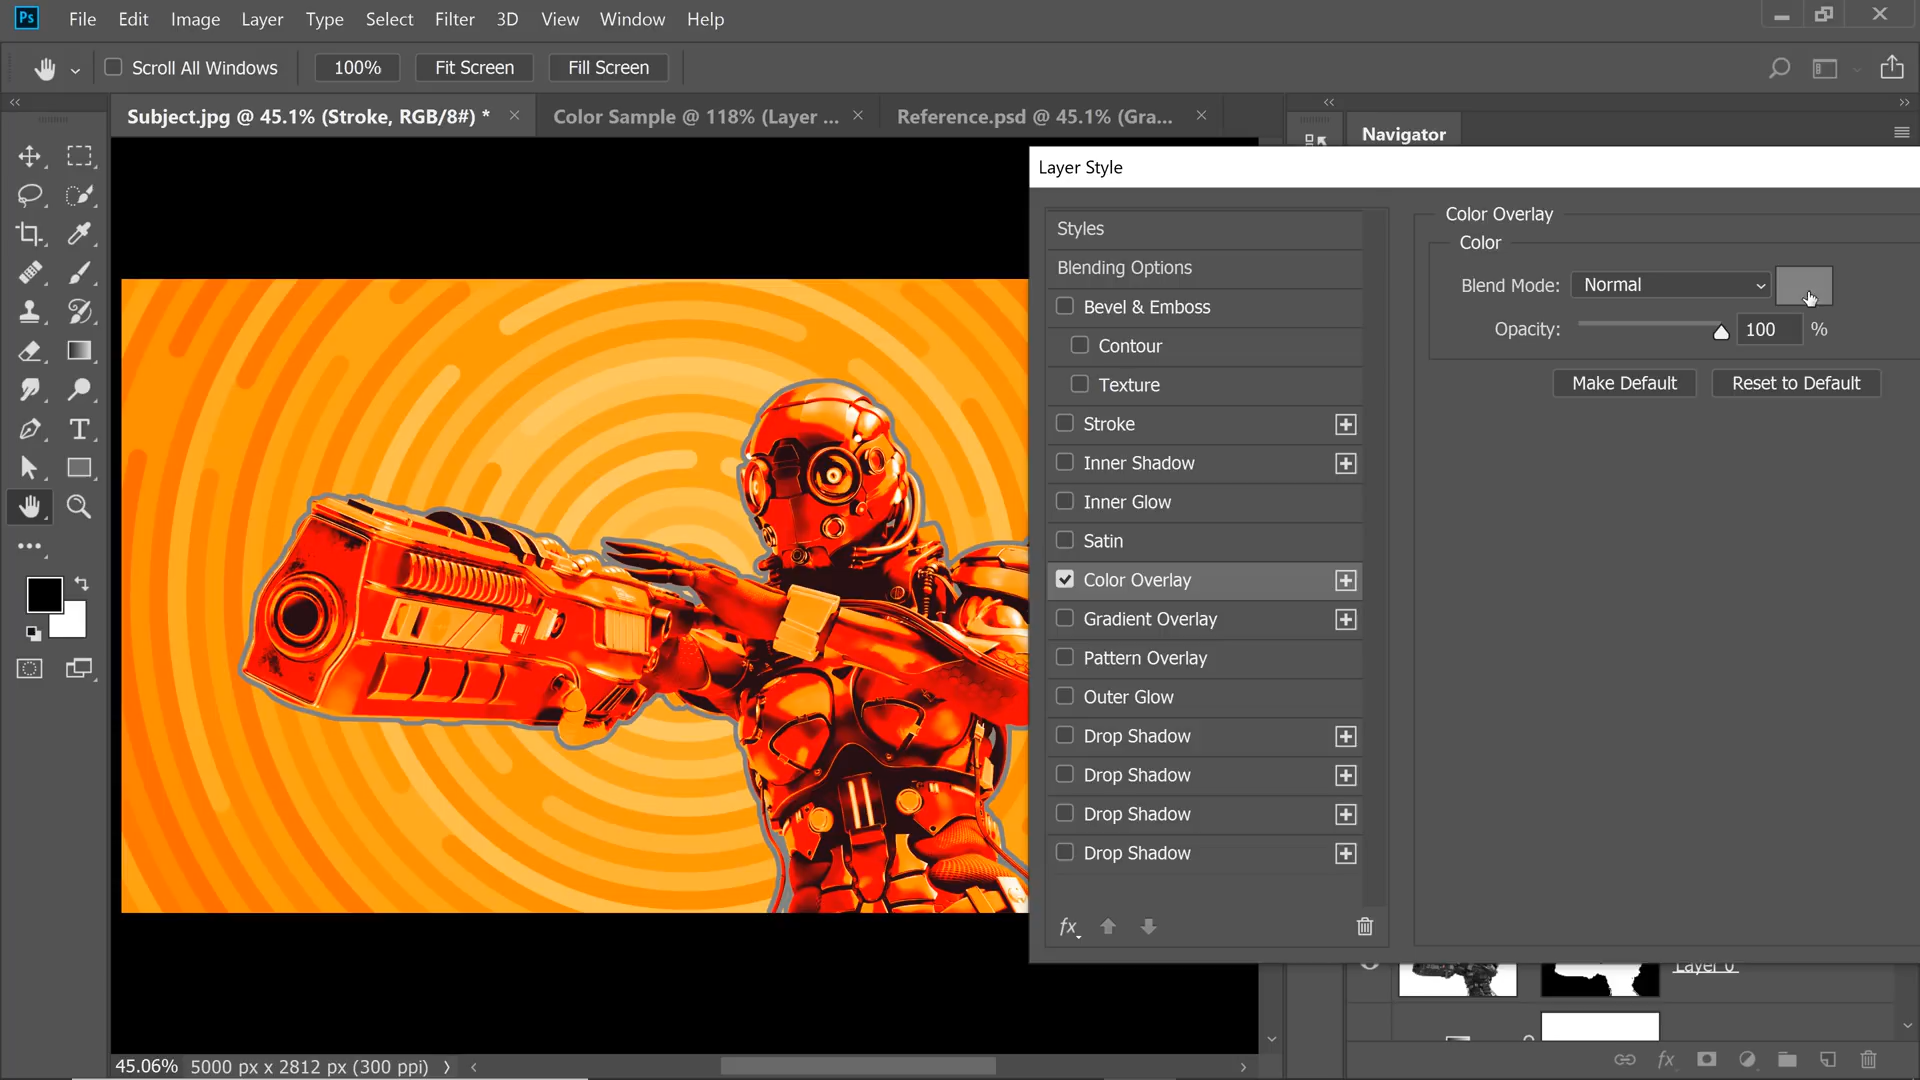 Ps File Edit Image Layer Type Select Filter 3D View Window Help
Scroll All Windows 100% Fit Screen Fill Screen
Subject.jpg @ 45.1% (Stroke, RGB/8#) * Color Sample @ 118% (Layer ... Reference.psd @ 45.1% (Gra...
Navigator
Layer Style
Styles
Blending Options
Bevel & Emboss
Contour
Texture
Stroke
Inner Shadow
Inner Glow
Satin
Color Overlay
Gradient Overlay
Pattern Overlay
Outer Glow
Drop Shadow
Drop Shadow
Drop Shadow
Drop Shadow
fx
Color Overlay
Color
Blend Mode: Normal
Opacity: 100 %
Make Default Reset to Default
Layer 0
45.06% 5000 px x 2812 px (300 ppi)
fx